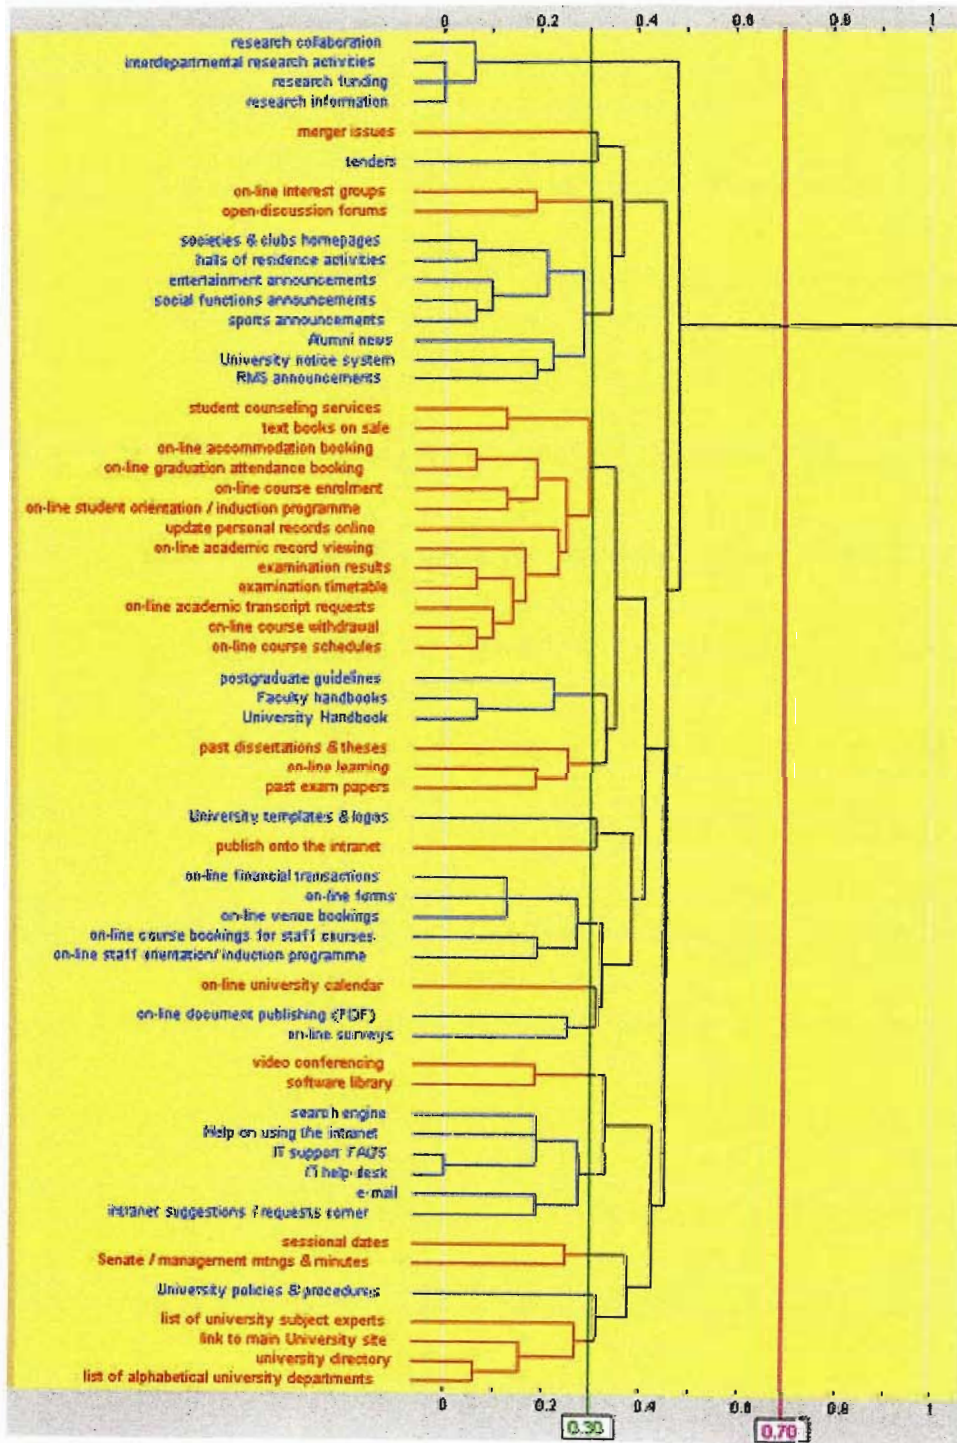 0 0.2 0.4 0.6 0.8 1
research collaboration
interdepartmental research activities
research funding
research information
merger issues
tenders
on-line interest groups
open-discussion forums
societies & clubs homepages
halls of residence activities
entertainment announcements
social functions announcements
sports announcements
Alumni news
University notice system
RMS announcements
student counseling services
text books on sale
on-line accommodation booking
on-line graduation attendance booking
on-line course enrolment
on-line student orientation / induction programme
update personal records online
on-line academic record viewing
examination results
examination timetable
on-line academic transcript requests
on-line course withdrawal
on-line course schedules
postgraduate guidelines
Faculty handbooks
University Handbook
past dissertations & theses
on-line learning
past exam papers
University templates & logos
publish onto the intranet
on-line financial transactions
on-line forms
on-line venue bookings
on-line course bookings for staff courses
on-line staff orientation/ induction programme
on-line university calendar
on-line document publishing (PDF)
on-line surveys
video conferencing
software library
search engine
Help on using the intranet
IT support FAQS
IT help desk
e-mail
intranet suggestions / requests corner
sessional dates
Senate / management mtngs & minutes
University policies & procedures
list of university subject experts
link to main University site
university directory
list of alphabetical university departments
0 0.2 0.4 0.6 0.8 1
0.30 0.70